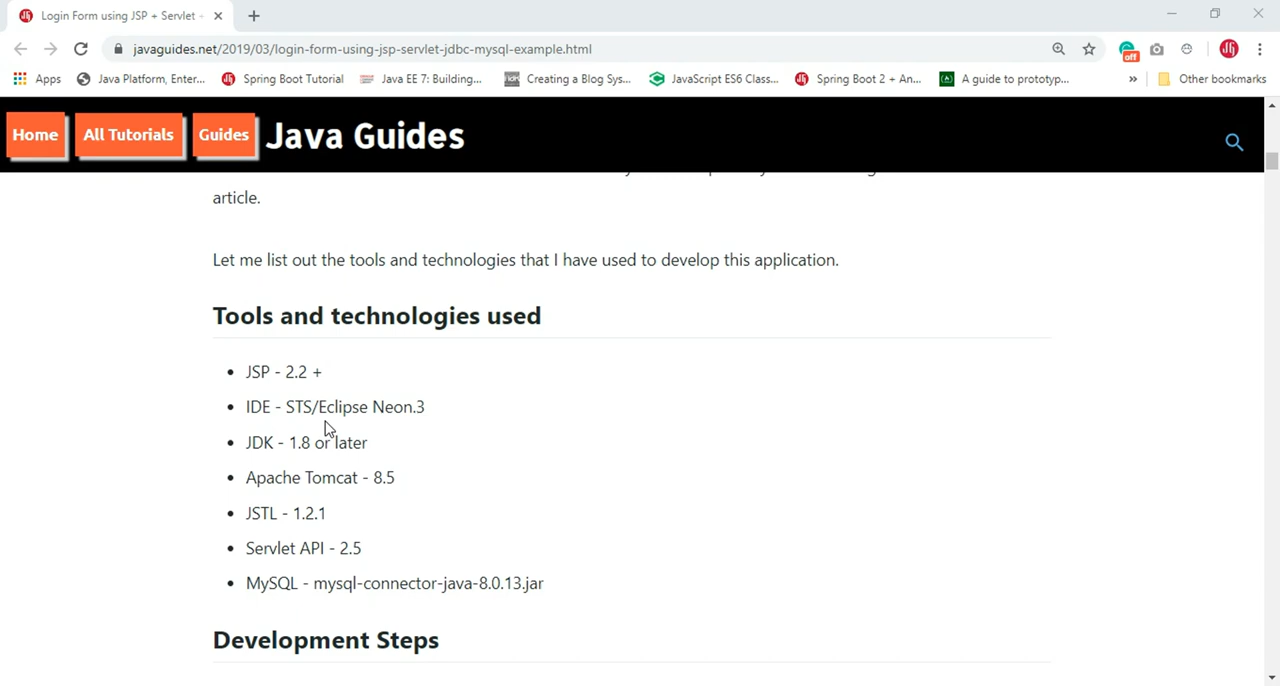 Login Form using JSP + Servlet +
javaguides.net/2019/03/login-form-using-jsp-servlet-jdbc-mysql-example.html
off
Apps
Java Platform, Enter...
Spring Boot Tutorial
Java EE 7: Building...
Creating a Blog Sys...
JavaScript ES6 Class...
Spring Boot 2 + An...
A guide to prototyp...
»
Other bookmarks
Home
All Tutorials
Guides
Java Guides
article.
Let me list out the tools and technologies that I have used to develop this application.
Tools and technologies used
• JSP - 2.2 +
• IDE - STS/Eclipse Neon.3
• JDK - 1.8 or later
• Apache Tomcat - 8.5
• JSTL - 1.2.1
• Servlet API - 2.5
• MySQL - mysql-connector-java-8.0.13.jar
Development Steps